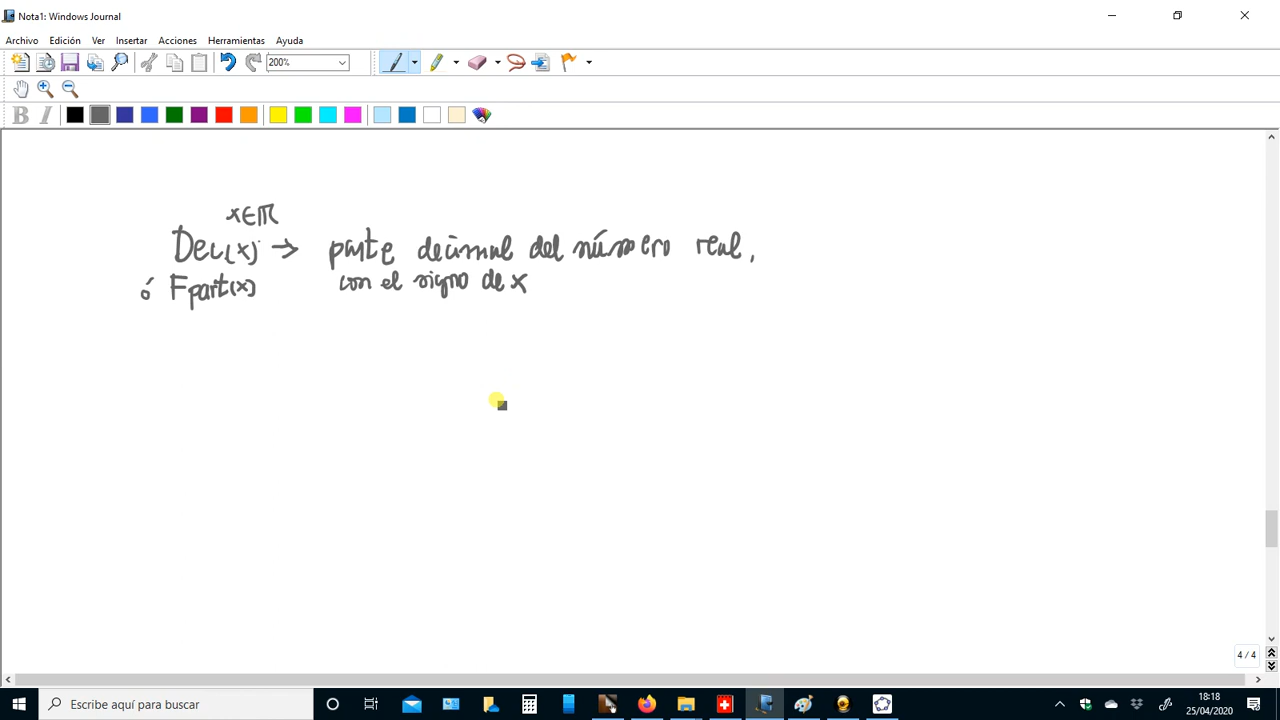 Nota1: Windows Journal
Archivo Edición Ver Insertar Acciones Herramientas Ayuda
200%
B I
x∈ℝ
Dec(x) → parte decimal del número real,
ó Fpart(x) con el signo de x
4 / 4
Escribe aquí para buscar
18:18
25/04/2020